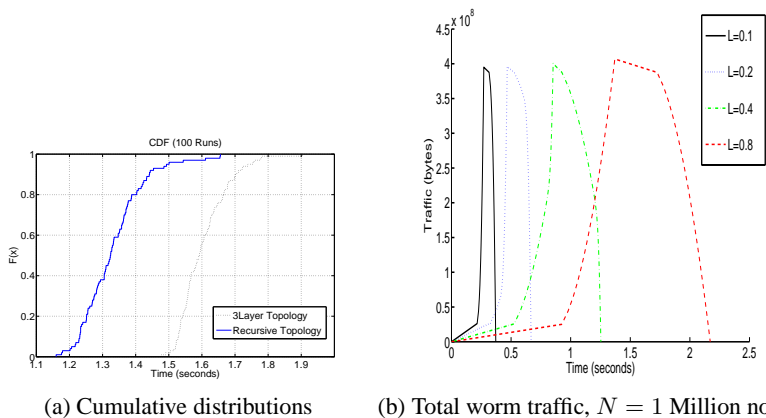 CDF (100 Runs)
F(x)
1
0.8
0.6
0.4
0.2
0
1.1 1.2 1.3 1.4 1.5 1.6 1.7 1.8 1.9
Time (seconds)
3Layer Topology
Recursive Topology
(a) Cumulative distributions
x 10^8
Traffic (bytes)
4.5
4
3.5
3
2.5
2
1.5
1
0.5
0
0 0.5 1 1.5 2 2.5
Time (seconds)
L=0.1
L=0.2
L=0.4
L=0.8
(b) Total worm traffic, N = 1 Million no